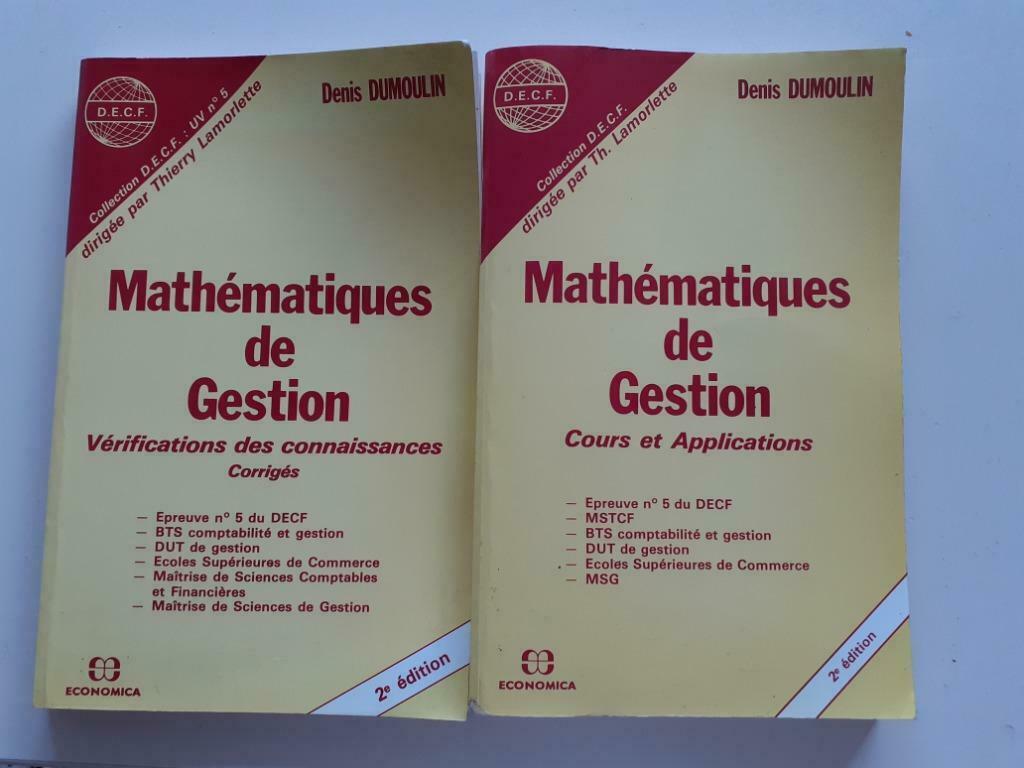 D.E.C.F.
Collection D.E.C.F. : UV nº 5
dirigée par Thierry Lamorlette
Denis DUMOULIN
Mathématiques
de
Gestion
Vérifications des connaissances
Corrigés
— Epreuve nº 5 du DECF
— BTS comptabilité et gestion
— DUT de gestion
— Ecoles Supérieures de Commerce
— Maîtrise de Sciences Comptables
et Financières
— Maîtrise de Sciences de Gestion
ECONOMICA
2e édition
D.E.C.F.
Collection D.E.C.F.
dirigée par Th. Lamorlette
Denis DUMOULIN
Mathématiques
de
Gestion
Cours et Applications
— Epreuve nº 5 du DECF
— MSTCF
— BTS comptabilité et gestion
— DUT de gestion
— Ecoles Supérieures de Commerce
— MSG
ECONOMICA
2e édition